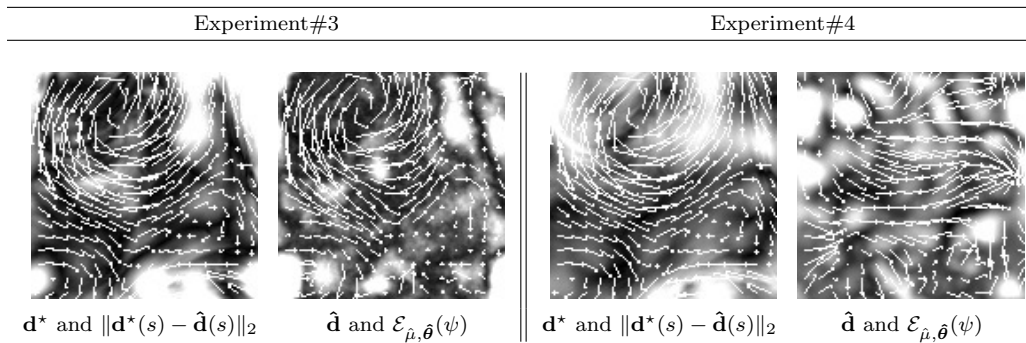 Experiment#3 Experiment#4
d⋆ and ∥d⋆(s) − d̂(s)∥₂ d̂ and ℰ_{μ̂,θ̂}(ψ) d⋆ and ∥d⋆(s) − d̂(s)∥₂ d̂ and ℰ_{μ̂,θ̂}(ψ)